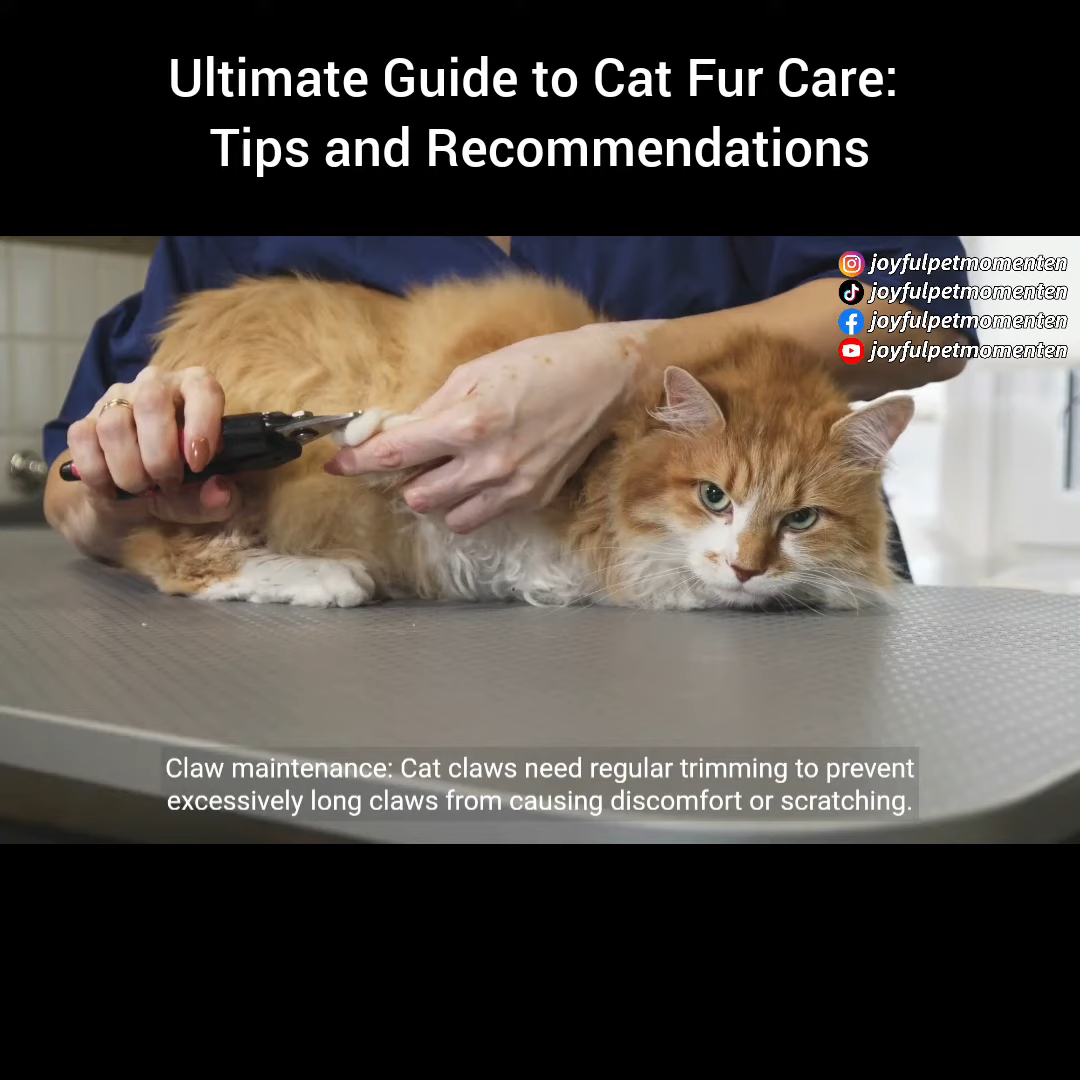 Ultimate Guide to Cat Fur Care:
Tips and Recommendations
joyfulpetmomenten
joyfulpetmomenten
joyfulpetmomenten
joyfulpetmomenten
Claw maintenance: Cat claws need regular trimming to prevent
excessively long claws from causing discomfort or scratching.